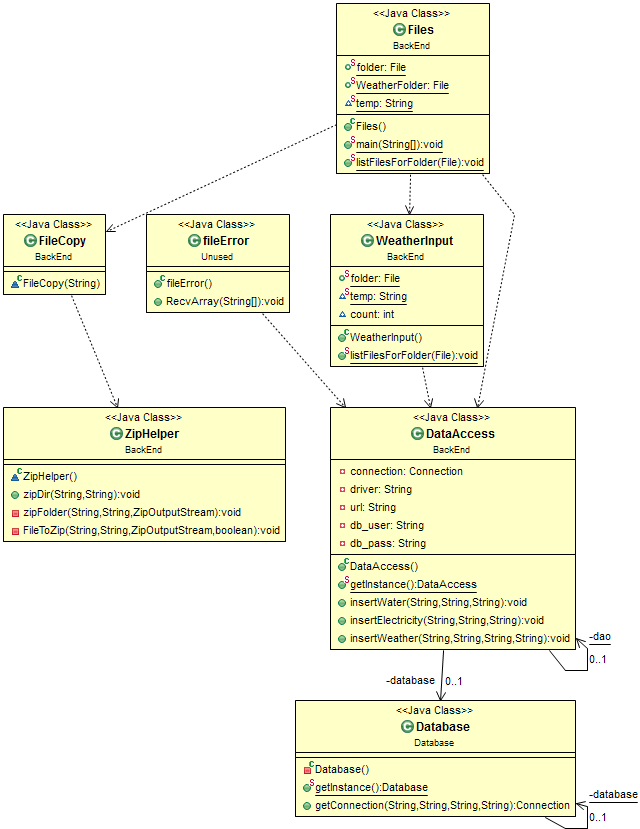 <<Java Class>>
Files
BackEnd
folder: File
WeatherFolder: File
temp: String
Files()
main(String[]):void
listFilesForFolder(File):void
<<Java Class>>
FileCopy
BackEnd
FileCopy(String)
<<Java Class>>
fileError
Unused
fileError()
RecvArray(String[]):void
<<Java Class>>
WeatherInput
BackEnd
folder: File
temp: String
count: int
WeatherInput()
listFilesForFolder(File):void
<<Java Class>>
ZipHelper
BackEnd
ZipHelper()
zipDir(String,String):void
zipFolder(String,String,ZipOutputStream):void
FileToZip(String,String,ZipOutputStream,boolean):void
<<Java Class>>
DataAccess
BackEnd
connection: Connection
driver: String
url: String
db_user: String
db_pass: String
DataAccess()
getInstance():DataAccess
insertWater(String,String,String):void
insertElectricity(String,String,String):void
insertWeather(String,String,String,String):void
-dao
0..1
-database 0..1
<<Java Class>>
Database
Database
Database()
getInstance():Database
getConnection(String,String,String,String):Connection
-database
0..1